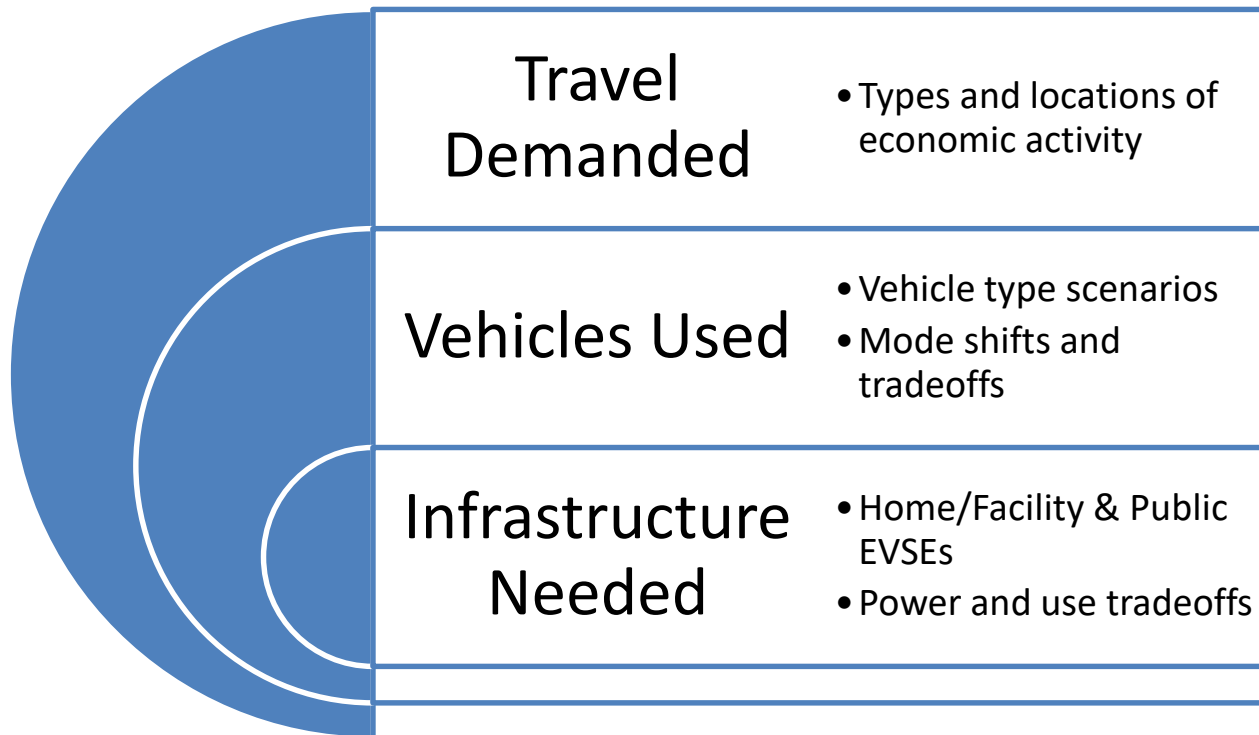 Travel
Demanded
• Types and locations of
economic activity
Vehicles Used
• Vehicle type scenarios
• Mode shifts and
tradeoffs
Infrastructure
Needed
• Home/Facility & Public
EVSEs
• Power and use tradeoffs